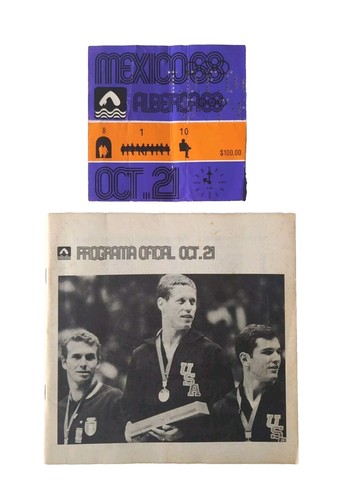 MEXICO68
ALBERCA68
II 1 10
$100.00
OCT. 21
PROGRAMA OFICIAL OCT. 21
USA
US